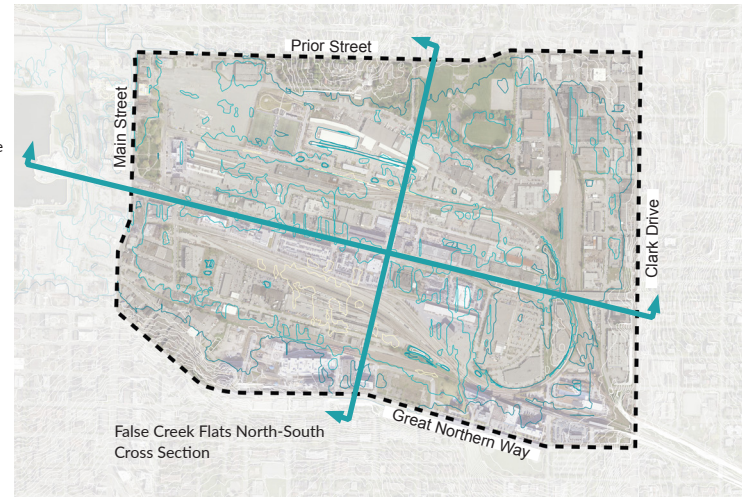 Prior Street
Main Street
e
Clark Drive
Great Northern Way
False Creek Flats North-South
Cross Section